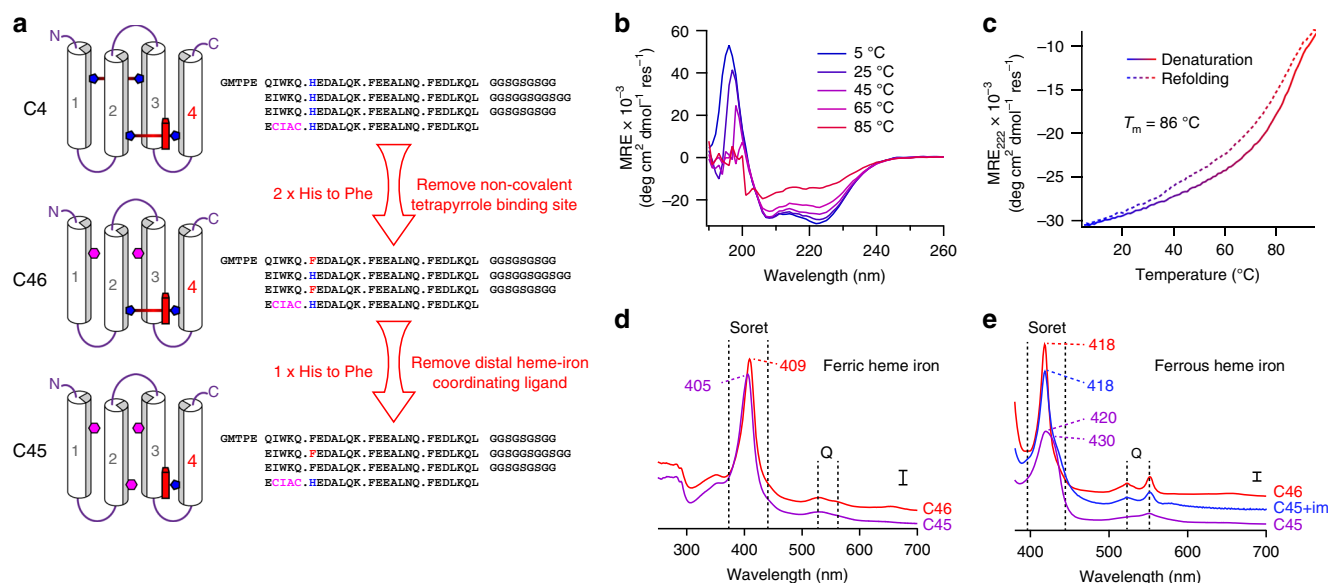 a
N
C
C4
1
2
3
4
GMTPE QIWKQ.HEDALQK.FEEALNQ.FEDLKQL GGSGSGSGG
EIWKQ.HEDALQK.FEEALNQ.FEDLKQL GGSGSGSGSGG
EIWKQ.HEDALQK.FEEALNQ.FEDLKQL GGSGSGSGG
ECIAC.HEDALQK.FEEALNQ.FEDLKQL
2 x His to Phe
Remove non-covalent
tetrapyrrole binding site
N
C
C46
1
2
3
4
GMTPE QIWKQ.FEDALQK.FEEALNQ.FEDLKQL GGSGSGSGG
EIWKQ.HEDALQK.FEEALNQ.FEDLKQL GGSGSGSGSGG
EIWKQ.FEDALQK.FEEALNQ.FEDLKQL GGSGSGSGG
ECIAC.HEDALQK.FEEALNQ.FEDLKQL
1 x His to Phe
Remove distal heme-iron
coordinating ligand
N
C
C45
1
2
3
4
GMTPE QIWKQ.FEDALQK.FEEALNQ.FEDLKQL GGSGSGSGG
EIWKQ.FEDALQK.FEEALNQ.FEDLKQL GGSGSGSGSGG
EIWKQ.FEDALQK.FEEALNQ.FEDLKQL GGSGSGSGG
ECIAC.HEDALQK.FEEALNQ.FEDLKQL
b
MRE × 10−3
(deg cm2 dmol−1 res−1)
60
40
20
0
−20
200
220
240
260
Wavelength (nm)
5 °C
25 °C
45 °C
65 °C
85 °C
c
MRE222 × 10−3
(deg cm2 dmol−1 res−1)
−10
−15
−20
−25
−30
20
40
60
80
Temperature (°C)
Denaturation
Refolding
Tm = 86 °C
d
Soret
409
405
Ferric heme iron
Q
C46
C45
300
400
500
600
700
Wavelength (nm)
e
Soret
418
418
420
430
Ferrous heme iron
Q
C46
C45+im
C45
400
500
600
700
Wavelength (nm)